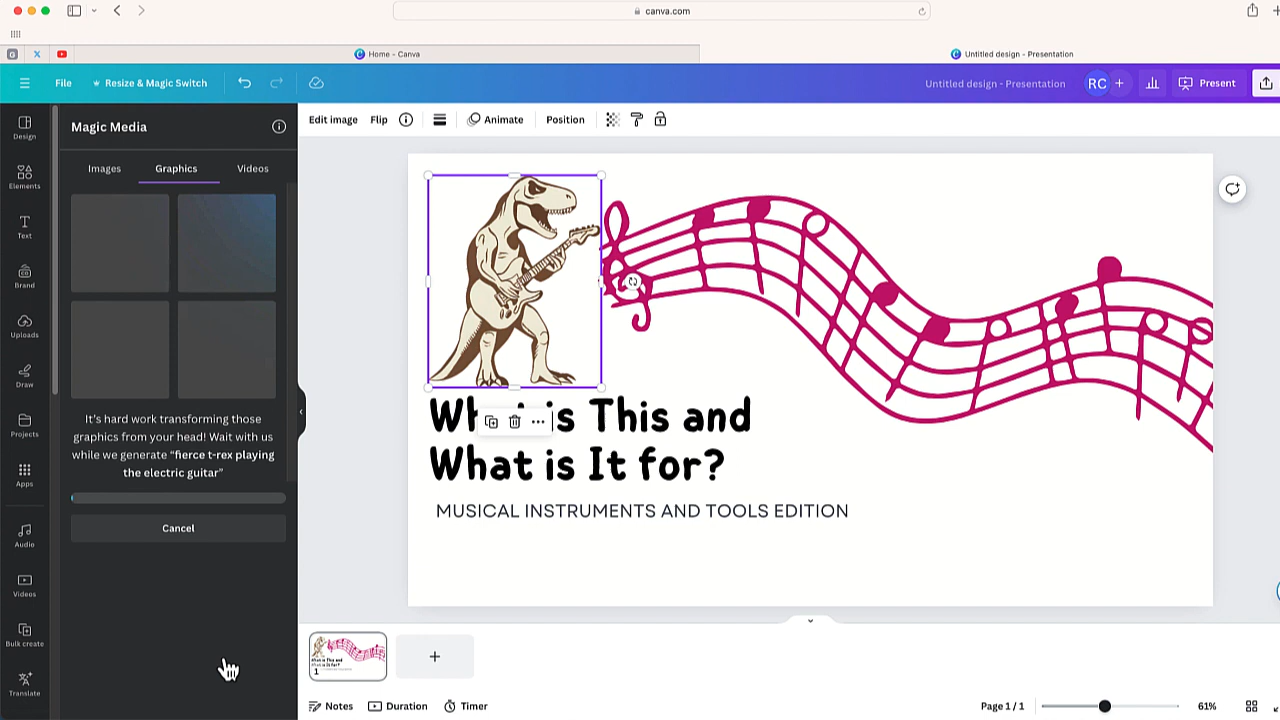 canva.com
Home - Canva
Untitled design - Presentation
File
Resize & Magic Switch
Untitled design - Presentation
RC
+
Present
Design
Elements
Text
Brand
Uploads
Draw
Projects
Apps
Audio
Videos
Bulk create
Translate
Magic Media
Images
Graphics
Videos
It's hard work transforming those
graphics from your head! Wait with us
while we generate "fierce t-rex playing
the electric guitar"
Cancel
Edit image
Flip
Animate
Position
is This and
What is It for?
MUSICAL INSTRUMENTS AND TOOLS EDITION
1
+
Notes
Duration
Timer
Page 1 / 1
61%